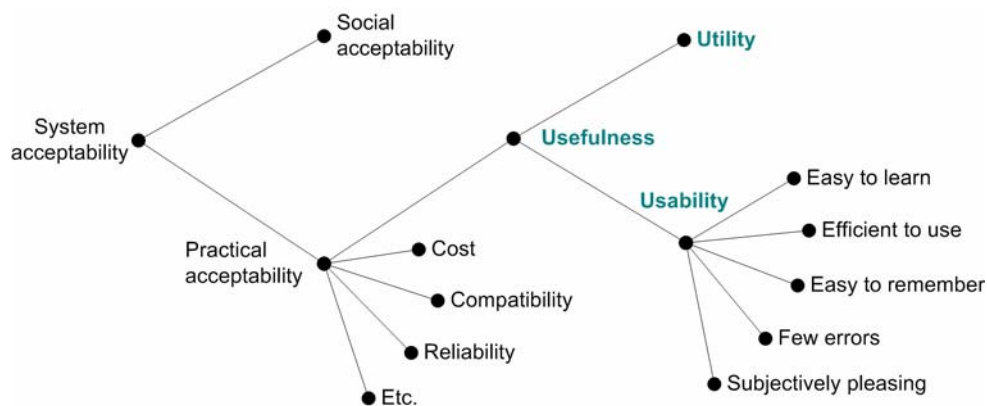 Social
acceptability
Utility
System
acceptability
Usefulness
Easy to learn
Usability
Efficient to use
Practical
acceptability
Cost
Easy to remember
Compatibility
Few errors
Reliability
Subjectively pleasing
Etc.